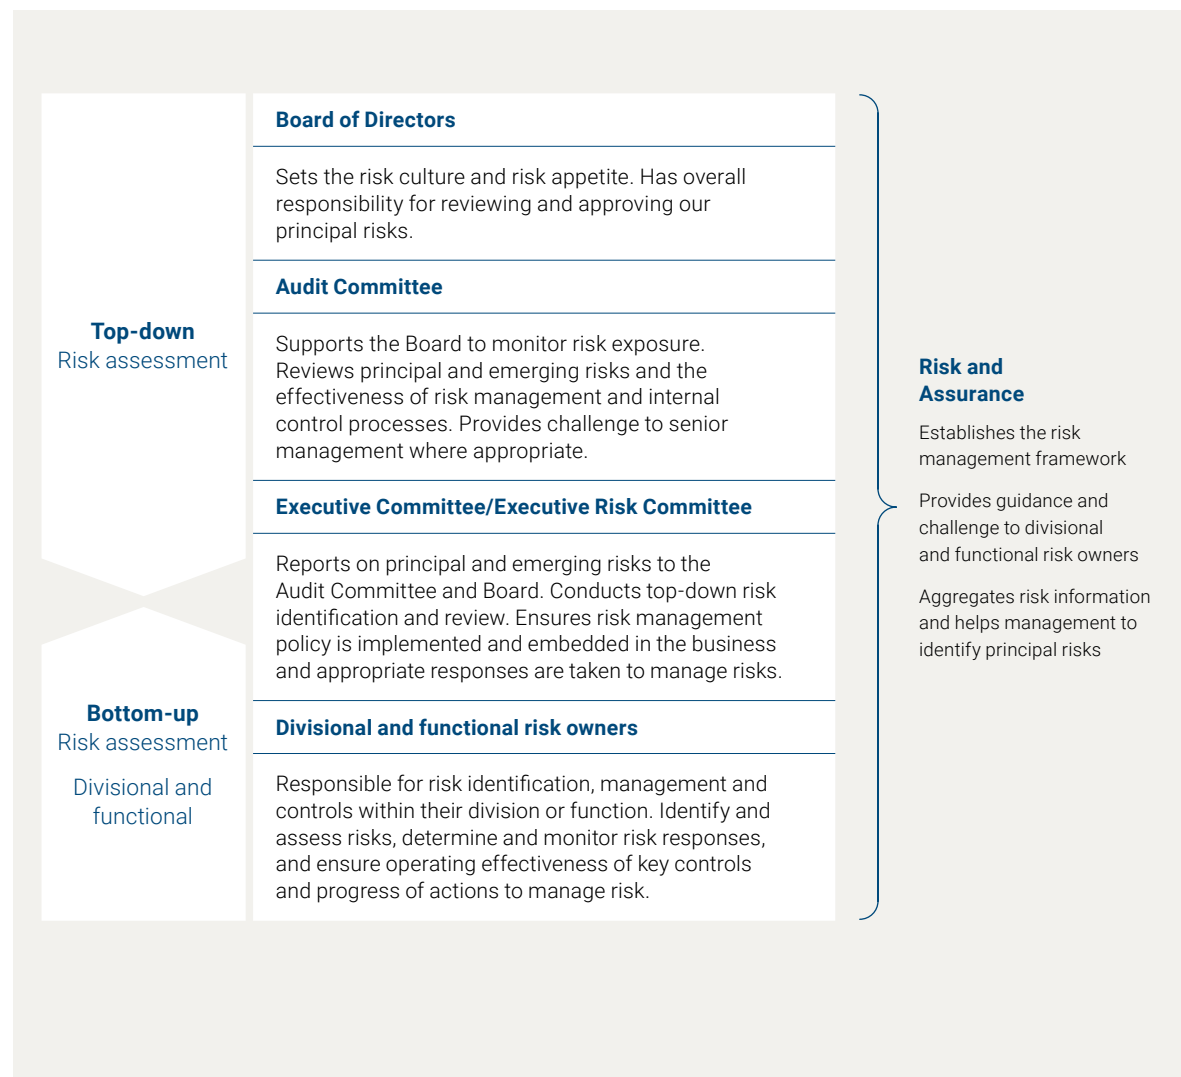 Top-down
Risk assessment
Bottom-up
Risk assessment
Divisional and
functional
Board of Directors
Sets the risk culture and risk appetite. Has overall
responsibility for reviewing and approving our
principal risks.
Audit Committee
Supports the Board to monitor risk exposure.
Reviews principal and emerging risks and the
effectiveness of risk management and internal
control processes. Provides challenge to senior
management where appropriate.
Executive Committee/Executive Risk Committee
Reports on principal and emerging risks to the
Audit Committee and Board. Conducts top-down risk
identification and review. Ensures risk management
policy is implemented and embedded in the business
and appropriate responses are taken to manage risks.
Divisional and functional risk owners
Responsible for risk identification, management and
controls within their division or function. Identify and
assess risks, determine and monitor risk responses,
and ensure operating effectiveness of key controls
and progress of actions to manage risk.
Risk and
Assurance
Establishes the risk
management framework
Provides guidance and
challenge to divisional
and functional risk owners
Aggregates risk information
and helps management to
identify principal risks